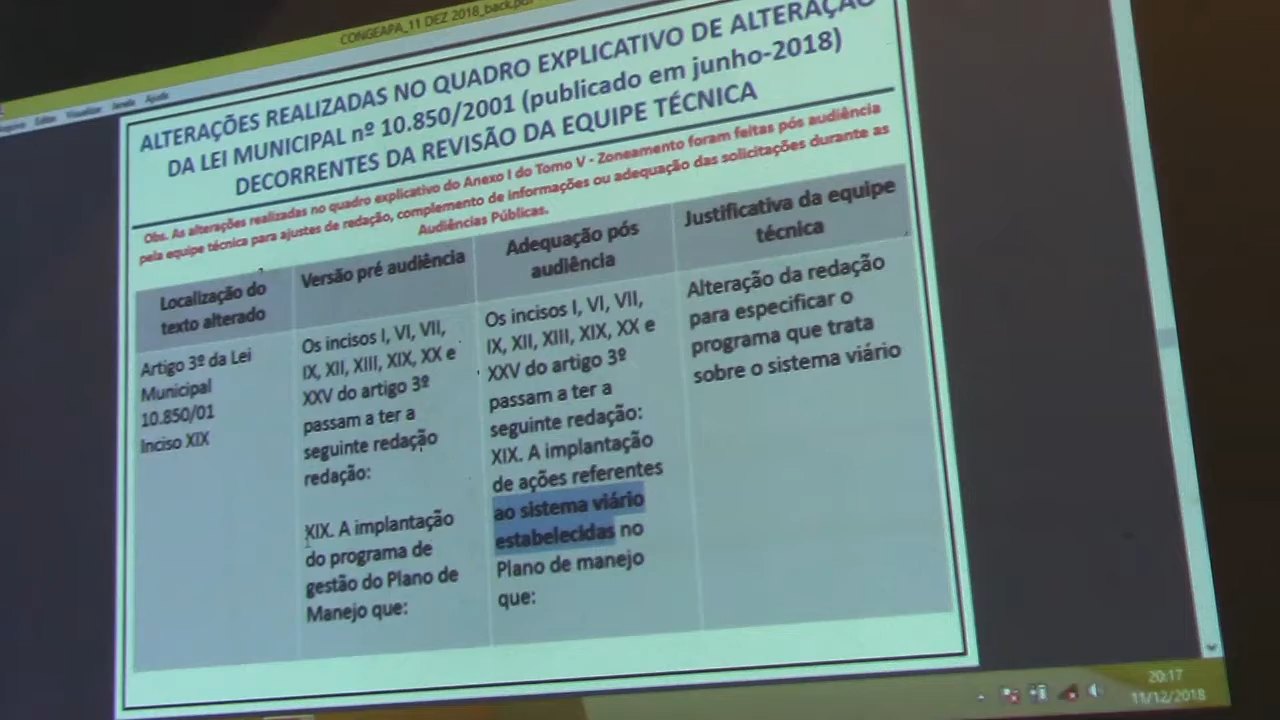 CONGEAPA_11 DEZ 2018_back.pdf
Editar Visualizar Janela Ajuda
ALTERAÇÕES REALIZADAS NO QUADRO EXPLICATIVO DE ALTERAÇÃO
DA LEI MUNICIPAL nº 10.850/2001 (publicado em junho-2018)
DECORRENTES DA REVISÃO DA EQUIPE TÉCNICA
Obs. As alterações realizadas no quadro explicativo do Anexo I do Tomo V - Zoneamento foram feitas pós audiência
pela equipe técnica para ajustes de redação, complemento de informações ou adequação das solicitações durante as
Audiências Públicas.
Localização do
texto alterado
Versão pré audiência
Adequação pós
audiência
Justificativa da equipe
técnica
Artigo 3º da Lei
Municipal
10.850/01
Inciso XIX
Os incisos I, VI, VII,
IX, XII, XIII, XIX, XX e
XXV do artigo 3º
passam a ter a
seguinte redação
redação:
XIX. A implantação
do programa de
gestão do Plano de
Manejo que:
Os incisos I, VI, VII,
IX, XII, XIII, XIX, XX e
XXV do artigo 3º
passam a ter a
seguinte redação:
XIX. A implantação
de ações referentes
ao sistema viário
estabelecidas no
Plano de manejo
que:
Alteração da redação
para especificar o
programa que trata
sobre o sistema viário
20:17
11/12/2018